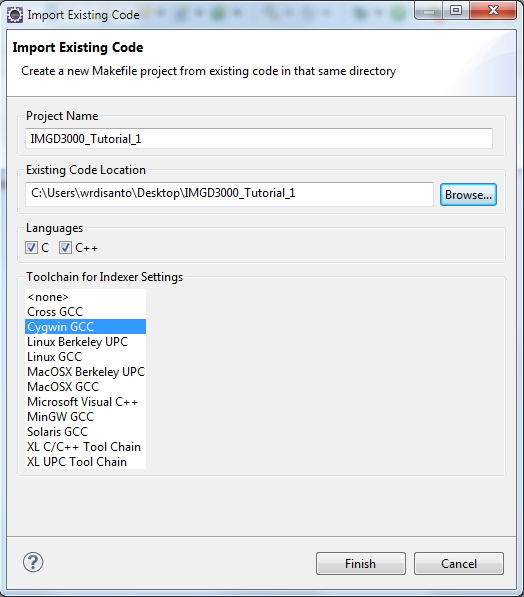 Import Existing Code
Import Existing Code
Create a new Makefile project from existing code in that same directory
Project Name
IMGD3000_Tutorial_1
Existing Code Location
C:\Users\wrdisanto\Desktop\IMGD3000_Tutorial_1
Browse...
Languages
C C++
Toolchain for Indexer Settings
<none>
Cross GCC
Cygwin GCC
Linux Berkeley UPC
Linux GCC
MacOSX Berkeley UPC
MacOSX GCC
Microsoft Visual C++
MinGW GCC
Solaris GCC
XL C/C++ Tool Chain
XL UPC Tool Chain
?
Finish Cancel